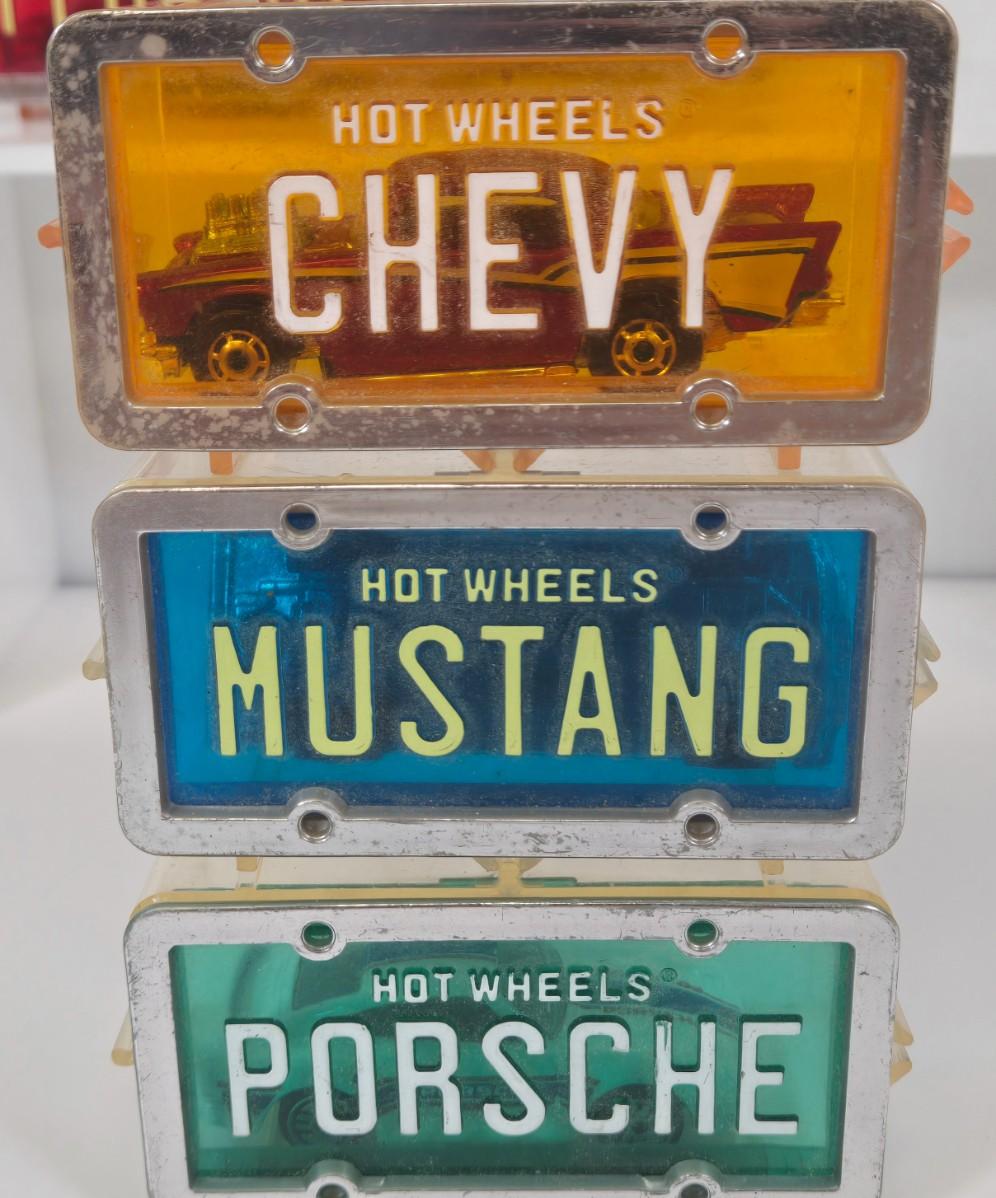 HOT WHEELS®
CHEVY
HOT WHEELS
MUSTANG
HOT WHEELS®
PORSCHE